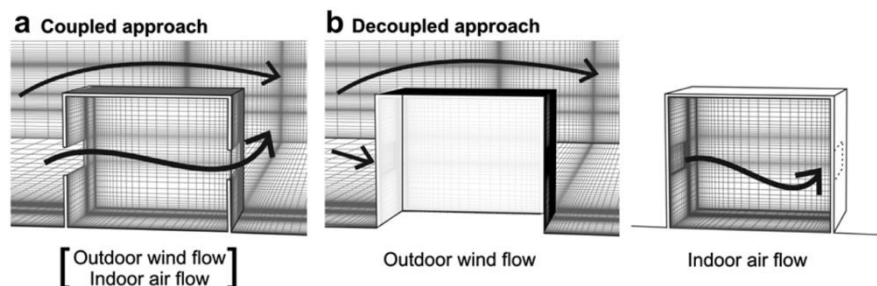 a Coupled approach
b Decoupled approach
[Outdoor wind flow
Indoor air flow]
Outdoor wind flow
Indoor air flow